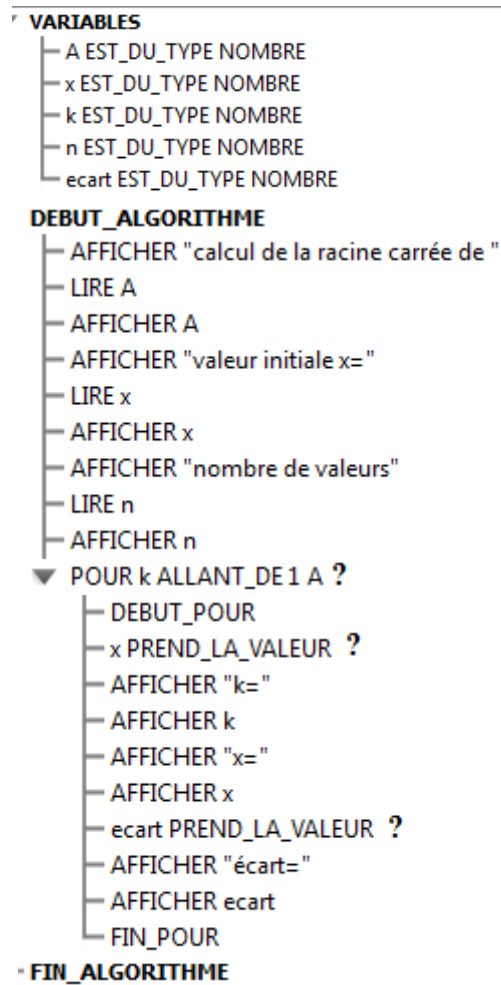 VARIABLES
A EST_DU_TYPE NOMBRE
x EST_DU_TYPE NOMBRE
k EST_DU_TYPE NOMBRE
n EST_DU_TYPE NOMBRE
ecart EST_DU_TYPE NOMBRE
DEBUT_ALGORITHME
AFFICHER "calcul de la racine carrée de "
LIRE A
AFFICHER A
AFFICHER "valeur initiale x="
LIRE x
AFFICHER x
AFFICHER "nombre de valeurs"
LIRE n
AFFICHER n
POUR k ALLANT_DE 1 A ?
DEBUT_POUR
x PREND_LA_VALEUR ?
AFFICHER "k="
AFFICHER k
AFFICHER "x="
AFFICHER x
ecart PREND_LA_VALEUR ?
AFFICHER "écart="
AFFICHER ecart
FIN_POUR
FIN_ALGORITHME